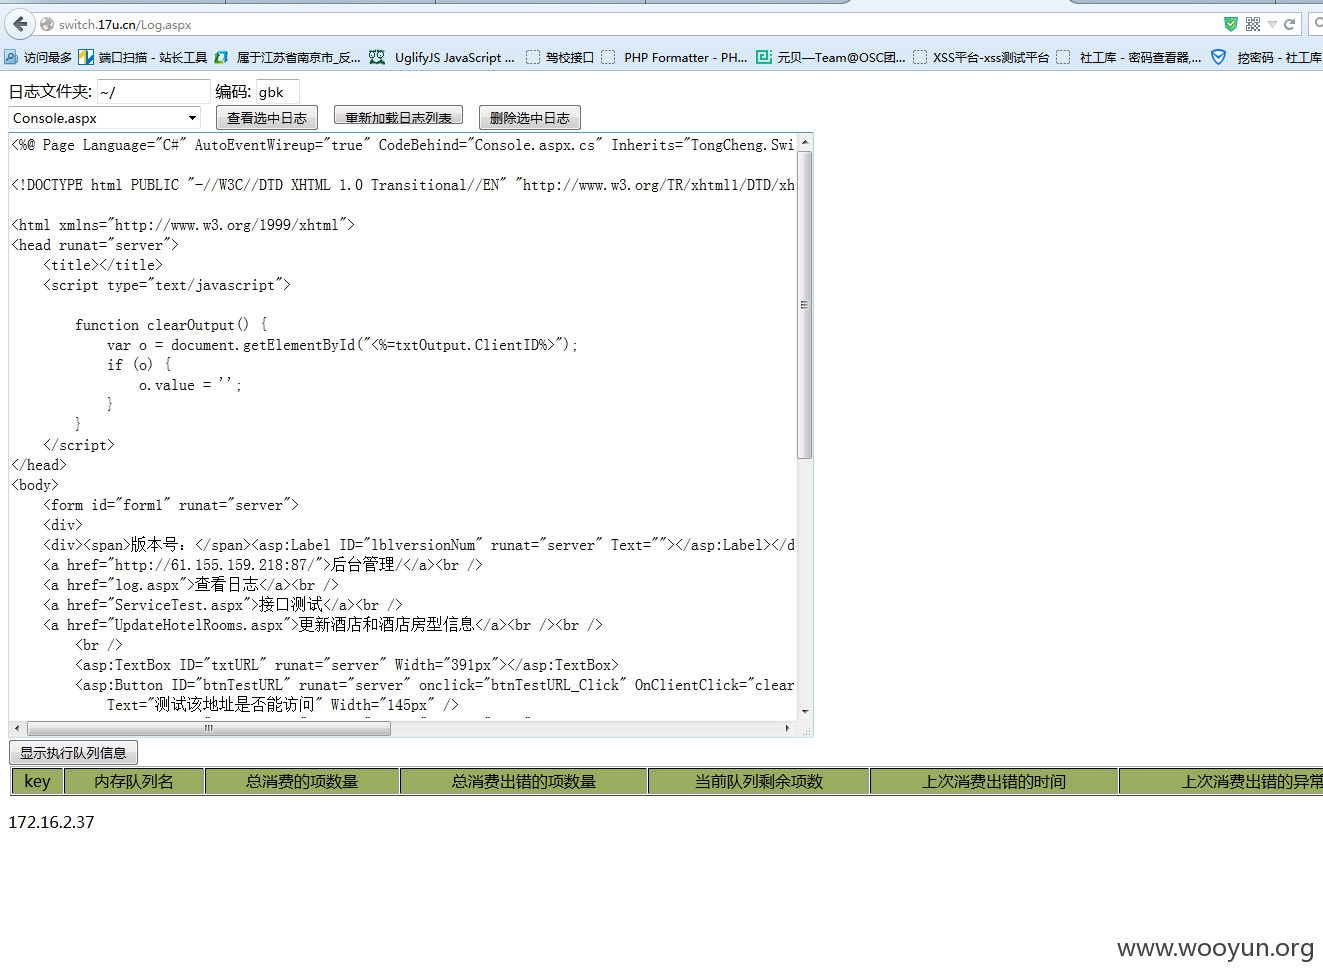 switch.17u.cn/Log.aspx
访问最多 端口扫描 - 站长工具 属于江苏省南京市_反... UglifyJS JavaScript ... 驾校接口 PHP Formatter - PH... 元贝—Team@OSC团... XSS平台-xss测试平台 社工库 - 密码查看器,... 挖密码 - 社工库
日志文件夹: ~/ 编码: gbk
Console.aspx 查看选中日志 重新加载日志列表 删除选中日志
<%@ Page Language="C#" AutoEventWireup="true" CodeBehind="Console.aspx.cs" Inherits="TongCheng.Swi
<!DOCTYPE html PUBLIC "-//W3C//DTD XHTML 1.0 Transitional//EN" "http://www.w3.org/TR/xhtml1/DTD/xh
<html xmlns="http://www.w3.org/1999/xhtml">
<head runat="server">
    <title></title>
    <script type="text/javascript">
        function clearOutput() {
            var o = document.getElementById("<%=txtOutput.ClientID%>");
            if (o) {
                o.value = '';
            }
        }
    </script>
</head>
<body>
    <form id="form1" runat="server">
    <div>
    <div><span>版本号: </span><asp:Label ID="lblversionNum" runat="server" Text=""></asp:Label></d
    <a href="http://61.155.159.218:87/">后台管理/</a><br />
    <a href="log.aspx">查看日志</a><br />
    <a href="ServiceTest.aspx">接口测试</a><br />
    <a href="UpdateHotelRooms.aspx">更新酒店和酒店房型信息</a><br /><br />
        <br />
        <asp:TextBox ID="txtURL" runat="server" Width="391px"></asp:TextBox>
        <asp:Button ID="btnTestURL" runat="server" onclick="btnTestURL_Click" OnClientClick="clear
            Text="测试该地址是否能访问" Width="145px" />
显示执行队列信息
key 内存队列名 总消费的项数量 总消费出错的项数量 当前队列剩余项数 上次消费出错的时间 上次消费出错的异常
172.16.2.37
www.wooyun.org